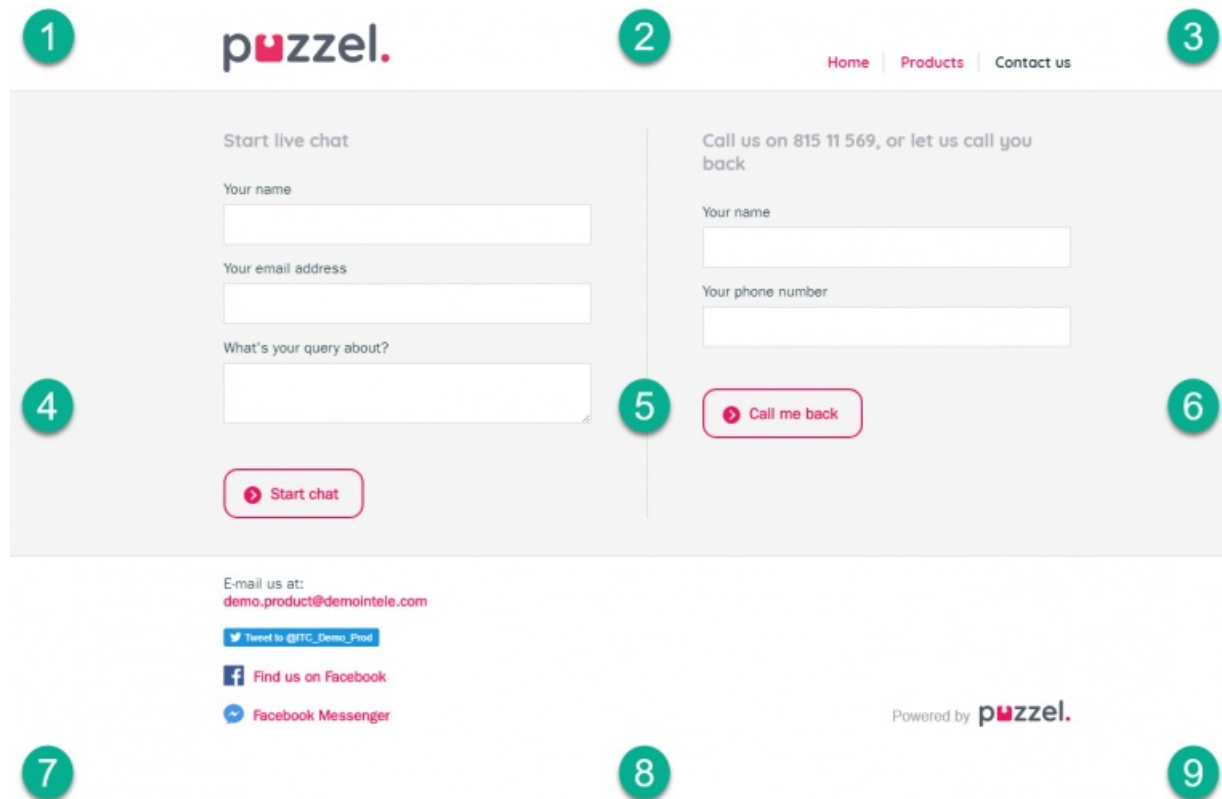 1
puzzel.
2
3
Home Products Contact us
Start live chat
Your name
Your email address
What's your query about?
4
Start chat
Call us on 815 11 569, or let us call you
back
Your name
Your phone number
5
Call me back
6
E-mail us at:
demo.product@demointele.com
Tweet to @ITC_Demo_Prod
Find us on Facebook
Facebook Messenger
Powered by puzzel.
7
8
9